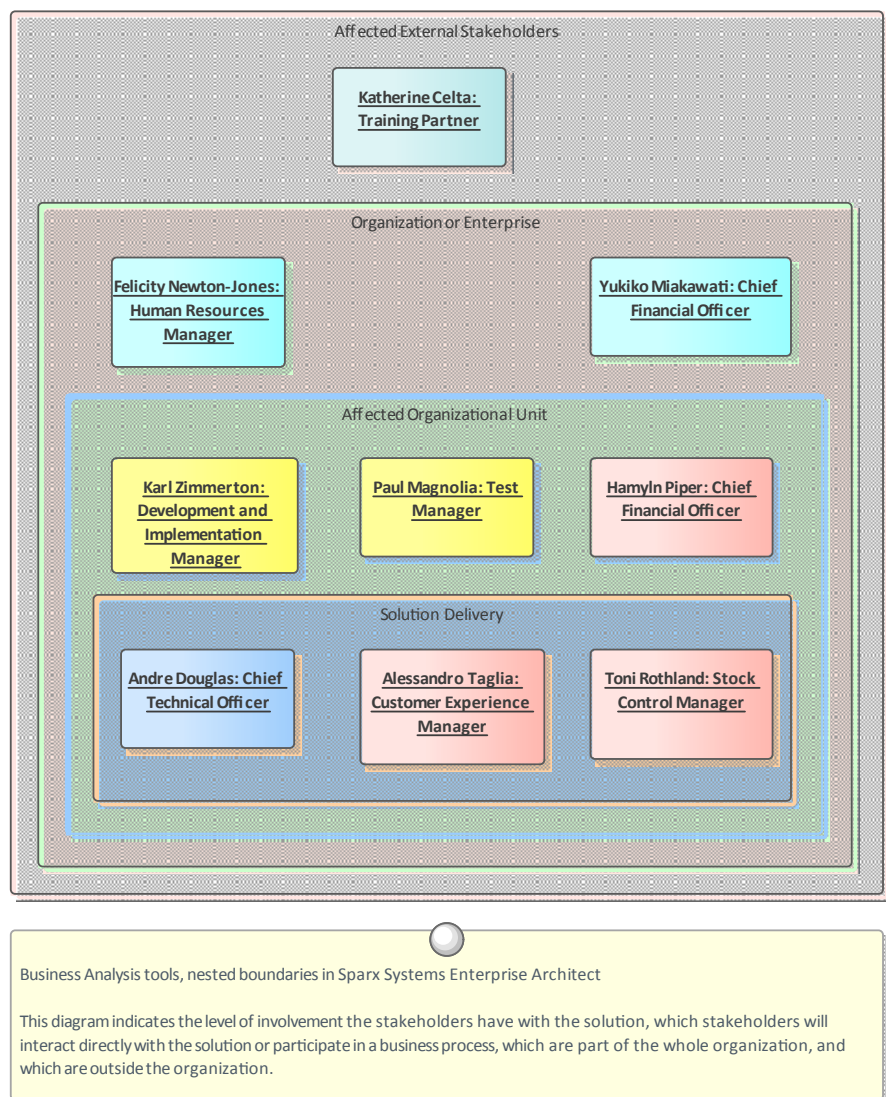 Affected External Stakeholders
Katherine Celta:
Training Partner
Organization or Enterprise
Felicity Newton-Jones:
Human Resources
Manager
Yukiko Miakawati: Chief
Financial Officer
Affected Organizational Unit
Karl Zimmerton:
Development and
Implementation
Manager
Paul Magnolia: Test
Manager
Hamyln Piper: Chief
Financial Officer
Solution Delivery
Andre Douglas: Chief
Technical Officer
Alessandro Taglia:
Customer Experience
Manager
Toni Rothland: Stock
Control Manager
Business Analysis tools, nested boundaries in Sparx Systems Enterprise Architect
This diagram indicates the level of involvement the stakeholders have with the solution, which stakeholders will
interact directly with the solution or participate in a business process, which are part of the whole organization, and
which are outside the organization.